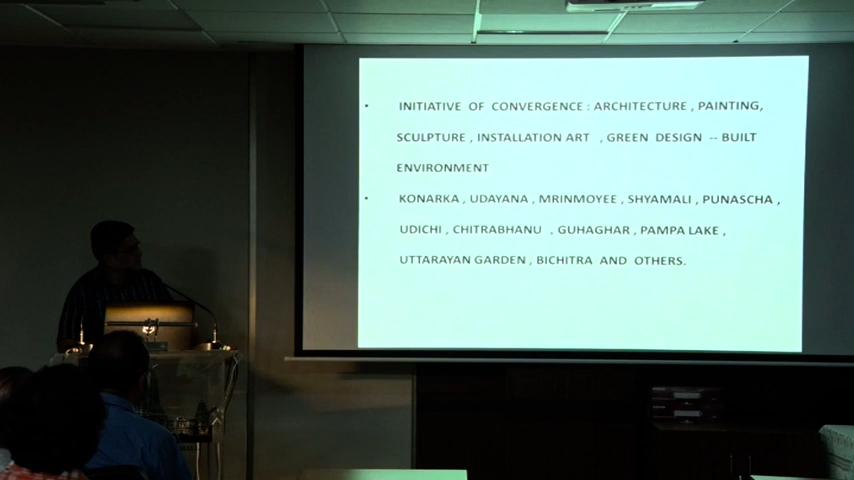 • INITIATIVE OF CONVERGENCE : ARCHITECTURE , PAINTING,
SCULPTURE , INSTALLATION ART , GREEN DESIGN -- BUILT
ENVIRONMENT
• KONARKA , UDAYANA , MRINMOYEE , SHYAMALI , PUNASCHA ,
UDICHI , CHITRABHANU , GUHAGHAR , PAMPA LAKE ,
UTTARAYAN GARDEN , BICHITRA AND OTHERS.